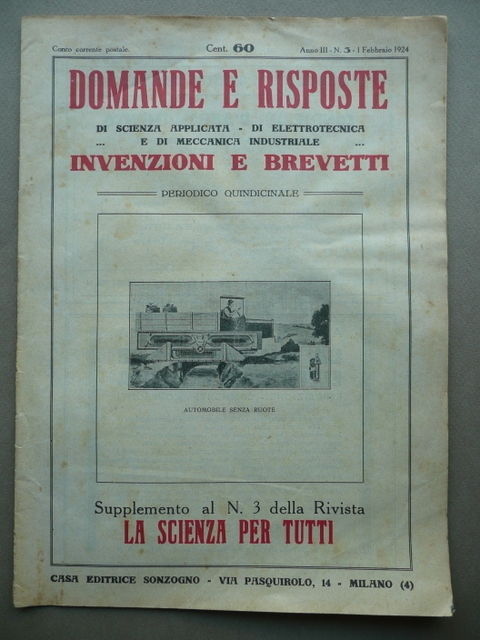 Conto corrente postale. Cent. 60 Anno III - N. 3 - 1 Febbraio 1924
DOMANDE E RISPOSTE
DI SCIENZA APPLICATA - DI ELETTROTECNICA
... E DI MECCANICA INDUSTRIALE ...
INVENZIONI E BREVETTI
PERIODICO QUINDICINALE
AUTOMOBILE SENZA RUOTE
Supplemento al N. 3 della Rivista
LA SCIENZA PER TUTTI
CASA EDITRICE SONZOGNO - VIA PASQUIROLO, 14 - MILANO (4)